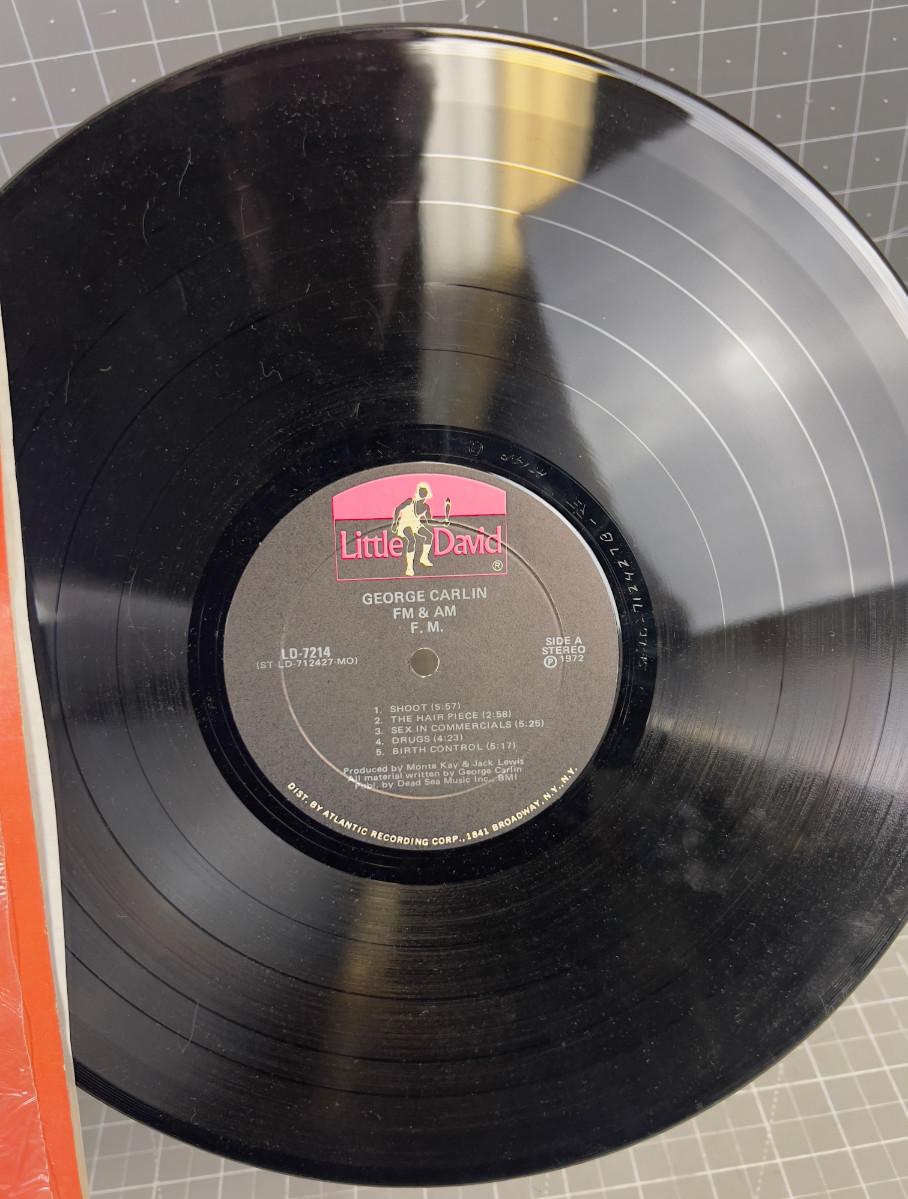 Little David ®
GEORGE CARLIN
FM & AM
F. M.
LD-7214
(ST-LD-712427-MO)
SIDE A
STEREO
Ⓟ 1972
1. SHOOT (5:57)
2. THE HAIR PIECE (2:58)
3. SEX IN COMMERCIALS (5:25)
4. DRUGS (4:23)
5. BIRTH CONTROL (5:17)
Produced by Monte Kay & Jack Lewis
All material written by George Carlin
Publ. by Dead Sea Music Inc., BMI
DIST. BY ATLANTIC RECORDING CORP., 1841 BROADWAY, N.Y., N.Y.